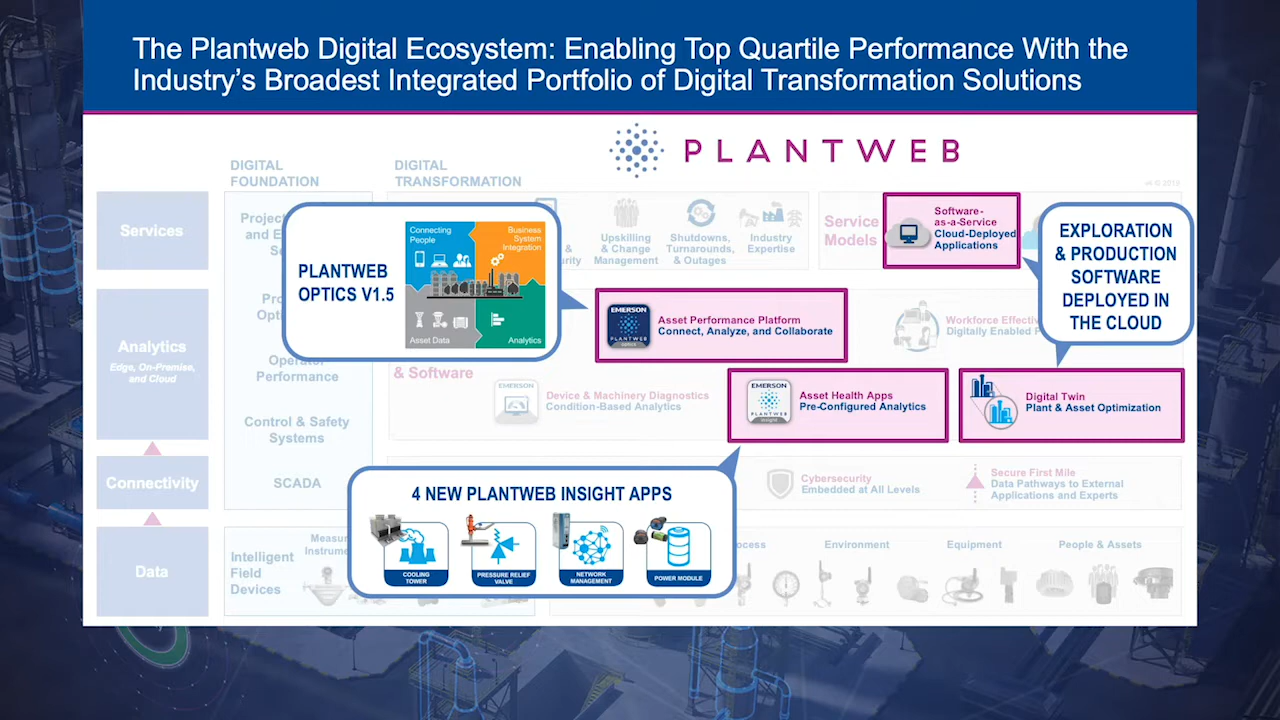 The Plantweb Digital Ecosystem: Enabling Top Quartile Performance With the
Industry's Broadest Integrated Portfolio of Digital Transformation Solutions
PLANTWEB
DIGITAL
FOUNDATION
DIGITAL
TRANSFORMATION
©2019
Services
Upskilling
& Change
Management
Shutdowns,
Turnarounds,
& Outages
Industry
Expertise
Service
Models
Software-
as-a-Service
Cloud-Deployed
Applications
EXPLORATION
& PRODUCTION
SOFTWARE
DEPLOYED IN
THE CLOUD
PLANTWEB
OPTICS V1.5
Connecting
People
Business
System
Integration
Asset Data
Analytics
Analytics
Edge, On-Premise,
and Cloud
Performance
Control & Safety
Systems
SCADA
EMERSON
PLANTWEB
optics
Asset Performance Platform
Connect, Analyze, and Collaborate
Digitally Enabled
& Software
EMERSON
Device & Machinery Diagnostics
Condition-Based Analytics
EMERSON
PLANTWEB
insight
Asset Health Apps
Pre-Configured Analytics
Digital Twin
Plant & Asset Optimization
Connectivity
Cybersecurity
Embedded at All Levels
Secure First Mile
Data Pathways to External
Applications and Experts
4 NEW PLANTWEB INSIGHT APPS
COOLING
TOWER
PRESSURE RELIEF
VALVE
NETWORK
MANAGEMENT
POWER MODULE
Data
Intelligent
Field
Devices
Environment
Equipment
People & Assets